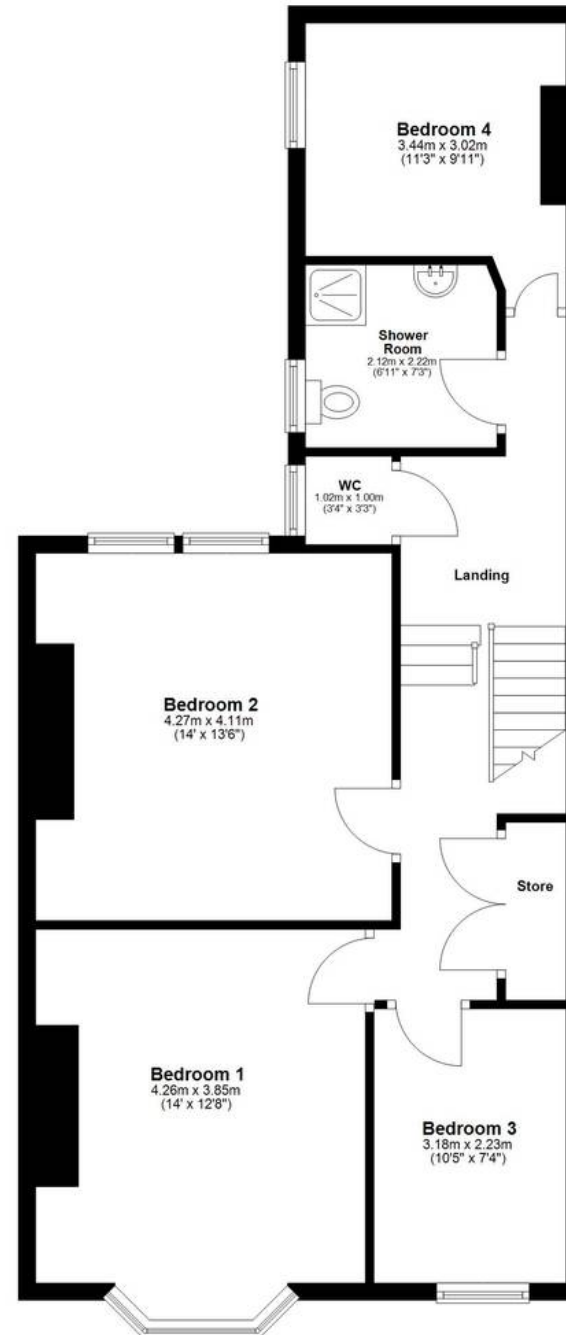 Bedroom 4
3.44m x 3.02m
(11'3" x 9'11")
Shower
Room
2.12m x 2.22m
(6'11" x 7'3")
WC
1.02m x 1.00m
(3'4" x 3'3")
Landing
Bedroom 2
4.27m x 4.11m
(14' x 13'6")
Store
Bedroom 1
4.26m x 3.85m
(14' x 12'8")
Bedroom 3
3.18m x 2.23m
(10'5" x 7'4")